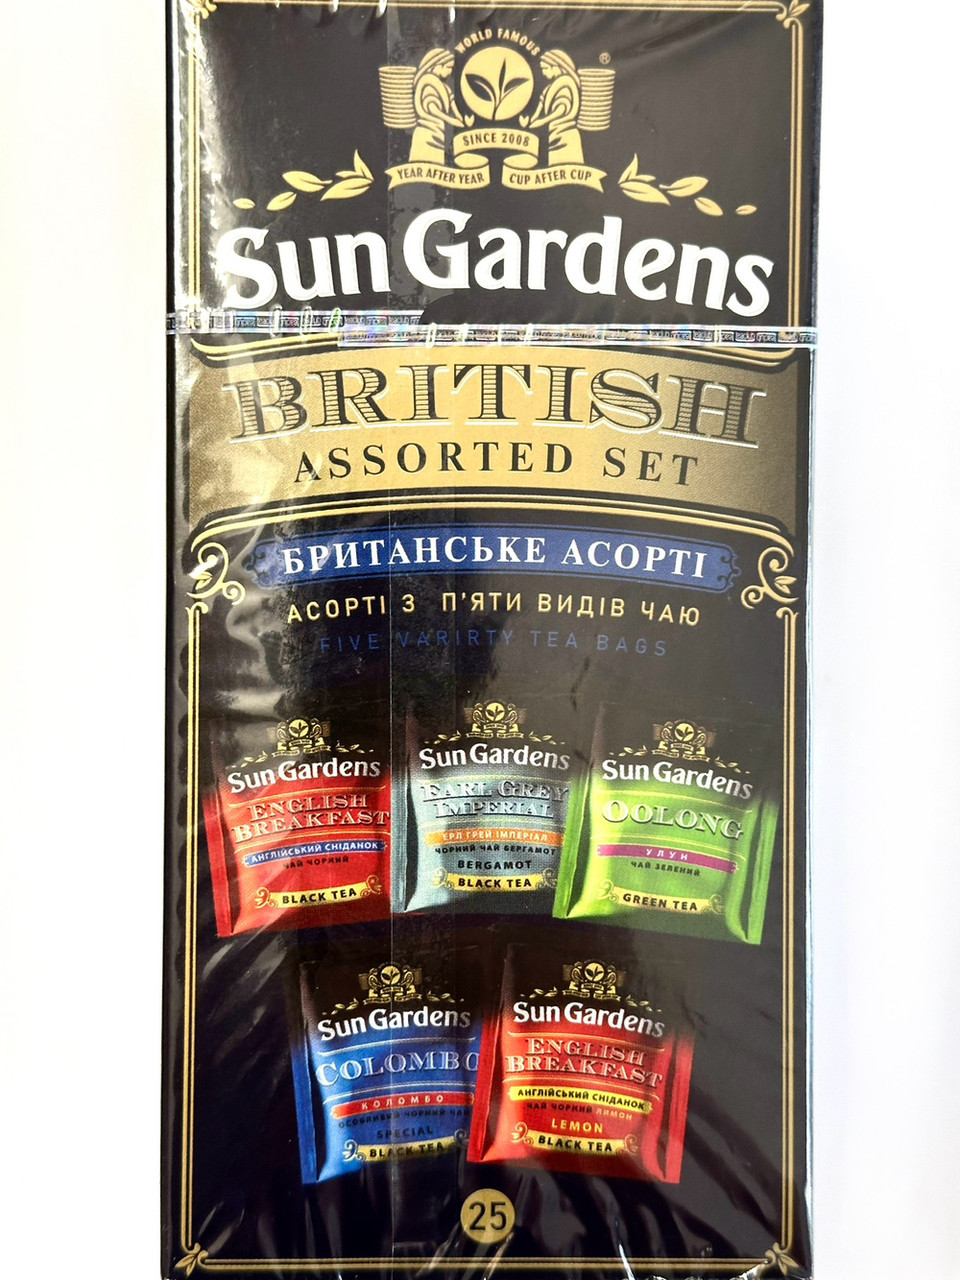 WORLD FAMOUS
®
SINCE 2008
YEAR AFTER YEAR CUP AFTER CUP
Sun Gardens
BRITISH
ASSORTED SET
БРИТАНСЬКЕ АСОРТІ
АСОРТІ З П'ЯТИ ВИДІВ ЧАЮ
FIVE VARIRTY TEA BAGS
Sun Gardens
ENGLISH
BREAKFAST
АНГЛІЙСЬКИЙ СНІДАНОК
ЧАЙ ЧОРНИЙ
BLACK TEA
Sun Gardens
EARL GREY
IMPERIAL
ЕРЛ ГРЕЙ ІМПЕРІАЛ
ЧОРНИЙ ЧАЙ БЕРГАМОТ
BERGAMOT
BLACK TEA
Sun Gardens
OOLONG
УЛУН
ЧАЙ ЗЕЛЕНИЙ
GREEN TEA
Sun Gardens
COLOMBO
КОЛОМБО
ОСОБЛИВИЙ ЧОРНИЙ ЧАЙ
SPECIAL
BLACK TEA
Sun Gardens
ENGLISH
BREAKFAST
АНГЛІЙСЬКИЙ СНІДАНОК
ЧАЙ ЧОРНИЙ ЛИМОН
LEMON
BLACK TEA
25